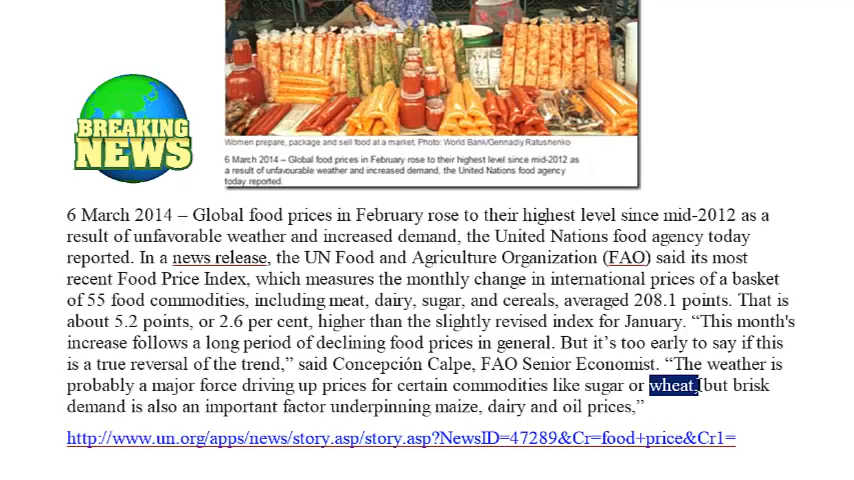 BREAKING
NEWS
Women prepare, package and sell food at a market. Photo: World Bank/Gennadiy Ratushenko
6 March 2014 – Global food prices in February rose to their highest level since mid-2012 as
a result of unfavourable weather and increased demand, the United Nations food agency
today reported.
6 March 2014 – Global food prices in February rose to their highest level since mid-2012 as a
result of unfavorable weather and increased demand, the United Nations food agency today
reported. In a news release, the UN Food and Agriculture Organization (FAO) said its most
recent Food Price Index, which measures the monthly change in international prices of a basket
of 55 food commodities, including meat, dairy, sugar, and cereals, averaged 208.1 points. That is
about 5.2 points, or 2.6 per cent, higher than the slightly revised index for January. “This month's
increase follows a long period of declining food prices in general. But it’s too early to say if this
is a true reversal of the trend,” said Concepción Calpe, FAO Senior Economist. “The weather is
probably a major force driving up prices for certain commodities like sugar or wheat, but brisk
demand is also an important factor underpinning maize, dairy and oil prices,”
http://www.un.org/apps/news/story.asp/story.asp?NewsID=47289&Cr=food+price&Cr1=